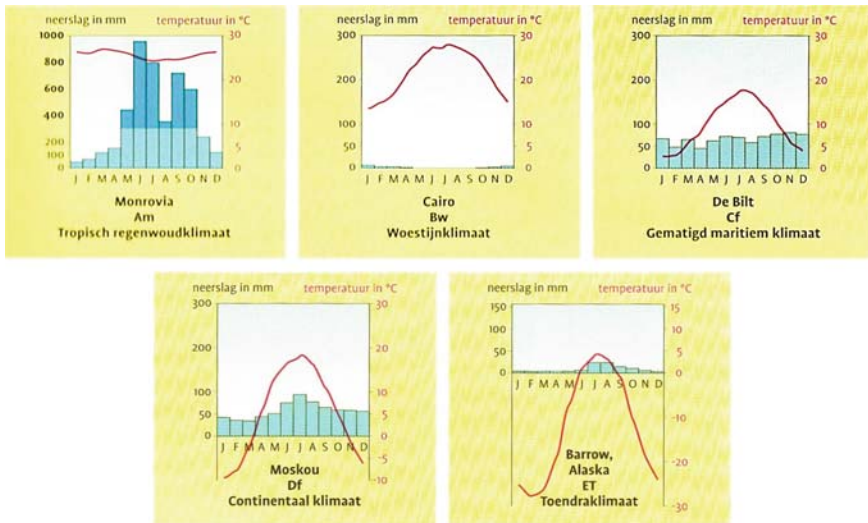 neerslag in mm temperatuur in °C
1000 30
800
20
600
400
10
200
5
100
0 0
J F M A M J J A S O N D
Monrovia
Am
Tropisch regenwoudklimaat
neerslag in mm temperatuur in °C
300 30
200 20
100 10
50 5
0 0
J F M A M J J A S O N D
Cairo
Bw
Woestijnklimaat
neerslag in mm temperatuur in °C
300 30
200 20
100 10
50 5
0 0
J F M A M J J A S O N D
De Bilt
Cf
Gematigd maritiem klimaat
neerslag in mm temperatuur in °C
300 30
200 20
100 10
50 5
0 0
J F M A M J J A S O N D
-5
-10
Moskou
Df
Continentaal klimaat
neerslag in mm temperatuur in °C
150 15
100 10
50 5
0 0
J F M A M J J A S O N D
-10
-20
-30
Barrow,
Alaska
ET
Toendraklimaat